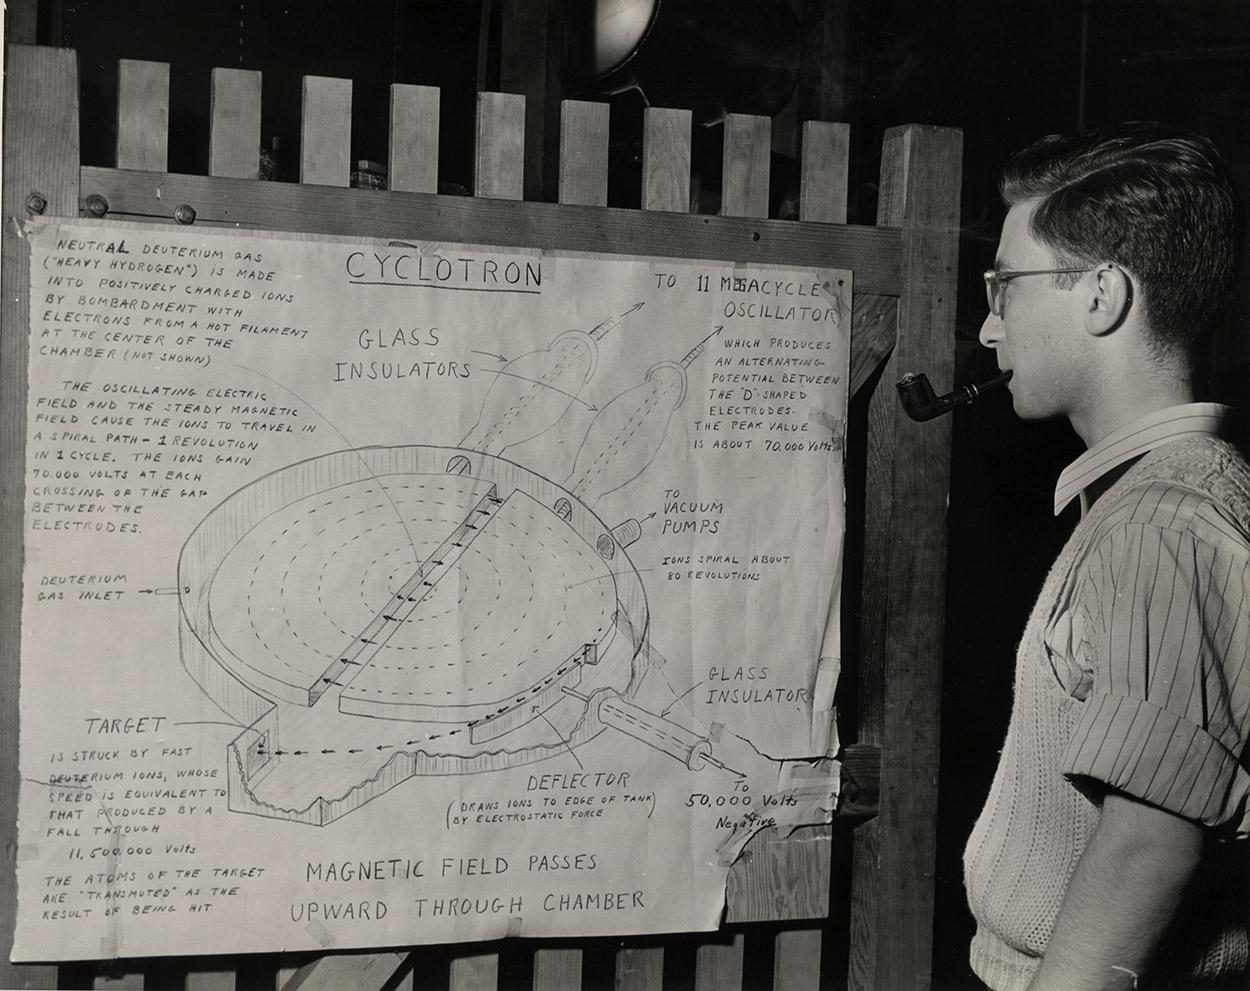 CYCLOTRON
NEUTRAL DEUTERIUM GAS
("HEAVY HYDROGEN") IS MADE
INTO POSITIVELY CHARGED IONS
BY BOMBARDMENT WITH
ELECTRONS FROM A HOT FILAMENT
AT THE CENTER OF THE
CHAMBER (NOT SHOWN)
THE OSCILLATING ELECTRIC
FIELD AND THE STEADY MAGNETIC
FIELD CAUSE THE IONS TO TRAVEL IN
A SPIRAL PATH - 1 REVOLUTION
IN 1 CYCLE. THE IONS GAIN
70,000 VOLTS AT EACH
CROSSING OF THE GAP
BETWEEN THE
ELECTRODES.
GLASS
INSULATORS
TO 11 MEGACYCLE
OSCILLATOR
WHICH PRODUCES
AN ALTERNATING
POTENTIAL BETWEEN
THE "D"-SHAPED
ELECTRODES.
THE PEAK VALUE
IS ABOUT 70,000 Volts
TO
VACUUM
PUMPS
IONS SPIRAL ABOUT
80 REVOLUTIONS
DEUTERIUM
GAS INLET
GLASS
INSULATOR
TARGET
IS STRUCK BY FAST
DEUTERIUM IONS, WHOSE
SPEED IS EQUIVALENT TO
THAT PRODUCED BY A
FALL THROUGH
11,500,000 Volts
THE ATOMS OF THE TARGET
ARE "TRANSMUTED" AS THE
RESULT OF BEING HIT
DEFLECTOR
(DRAWS IONS TO EDGE OF TANK)
(BY ELECTROSTATIC FORCE
To
50,000 Volts
Negative
MAGNETIC FIELD PASSES
UPWARD THROUGH CHAMBER